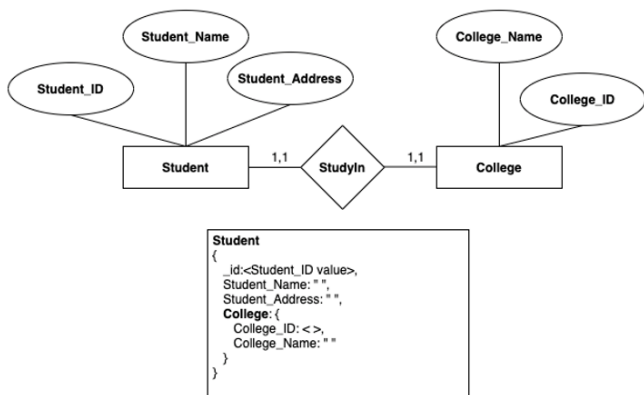 Student_Name
College_Name
Student_ID
Student_Address
College_ID
Student
1,1
StudyIn
1,1
College
Student
{
_id:<Student_ID value>,
Student_Name: " ",
Student_Address: " ",
College: {
College_ID: < >,
College_Name: " "
}
}